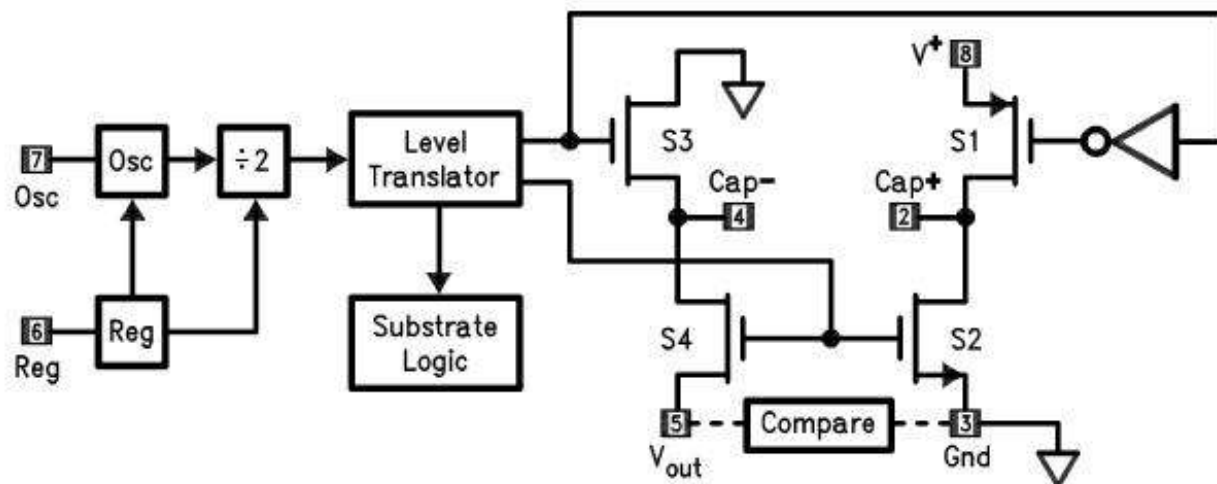 V⁺
8
S3
S1
Level
Translator
7
Osc
÷2
Osc
Cap-
Cap+
4
2
6
Reg
Reg
Substrate
Logic
S4
S2
5
Compare
3
Vout
Gnd